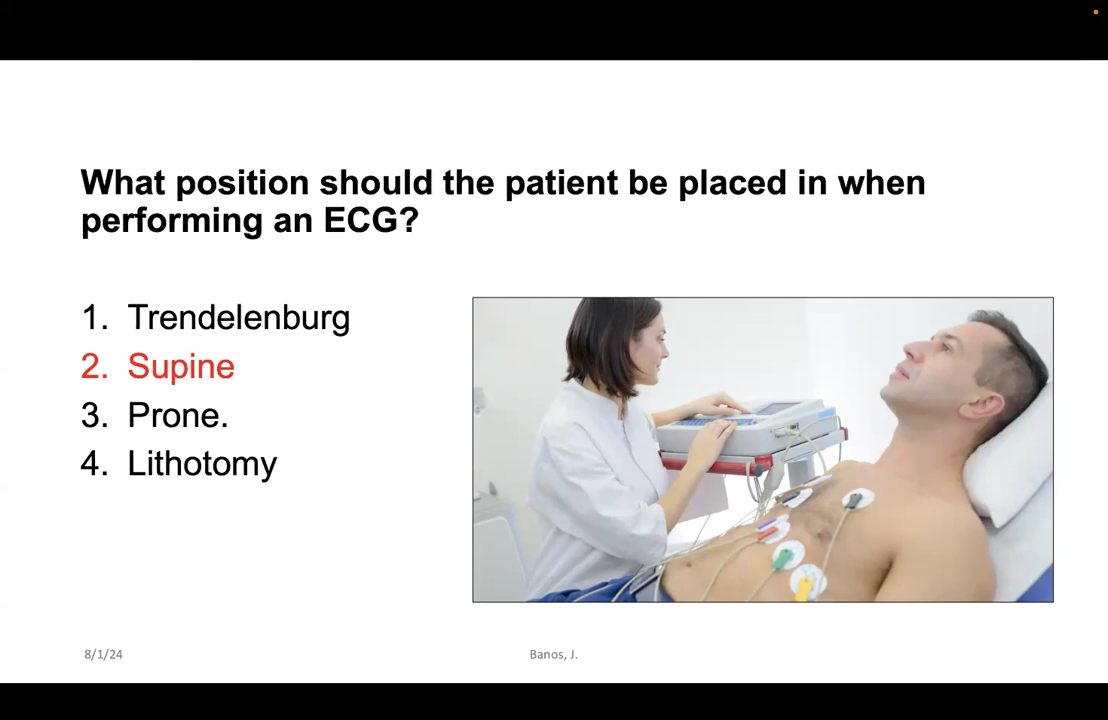 What position should the patient be placed in when
performing an ECG?
1. Trendelenburg
2. Supine
3. Prone.
4. Lithotomy
8/1/24
Banos, J.